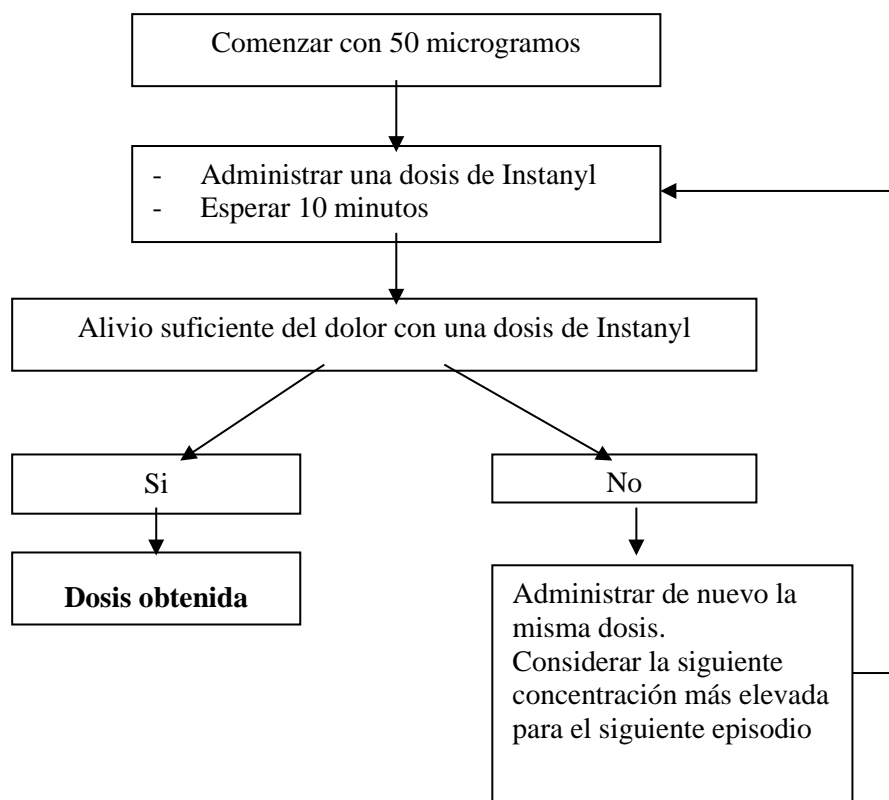 Comenzar con 50 microgramos
- Administrar una dosis de Instanyl
- Esperar 10 minutos
Alivio suficiente del dolor con una dosis de Instanyl
Si
No
Dosis obtenida
Administrar de nuevo la
misma dosis.
Considerar la siguiente
concentración más elevada
para el siguiente episodio